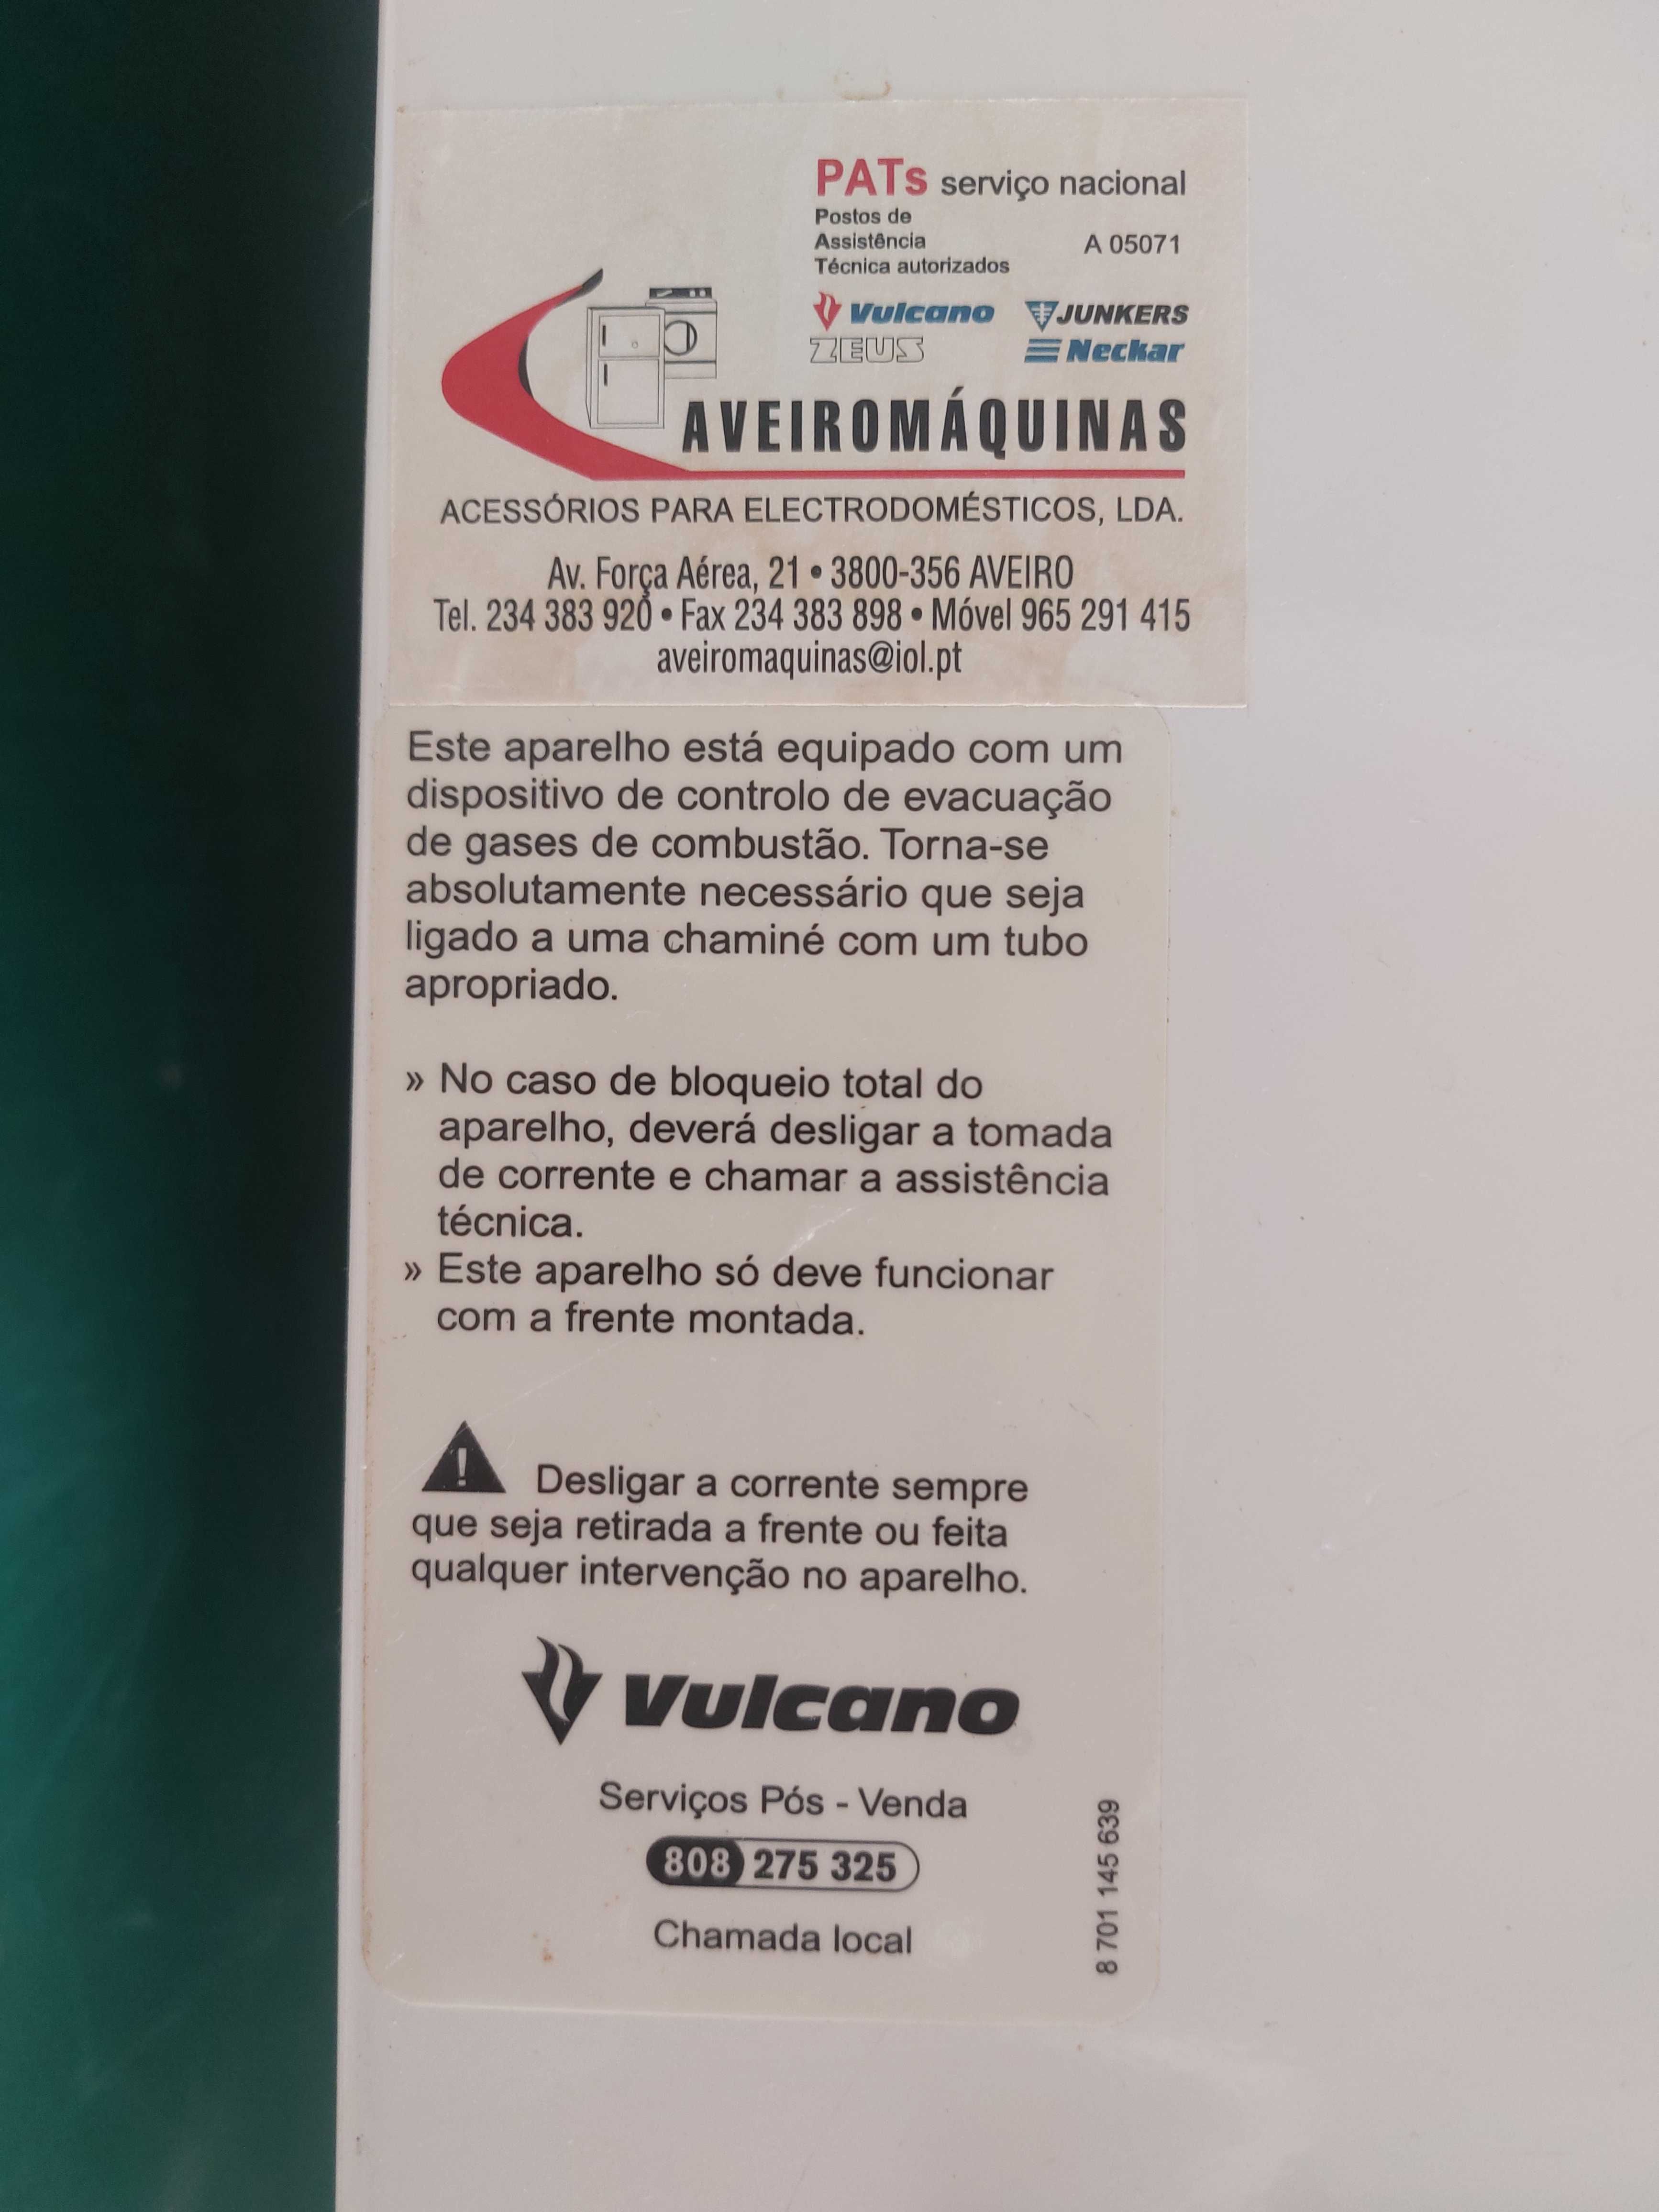 PATs serviço nacional
Postos de
Assistência
Técnica autorizados
A 05071
Vulcano
JUNKERS
ZEUS
Neckar
AVEIROMÁQUINAS
ACESSÓRIOS PARA ELECTRODOMÉSTICOS, LDA.
Av. Força Aérea, 21 • 3800-356 AVEIRO
Tel. 234 383 920 • Fax 234 383 898 • Móvel 965 291 415
aveiromaquinas@iol.pt
Este aparelho está equipado com um
dispositivo de controlo de evacuação
de gases de combustão. Torna-se
absolutamente necessário que seja
ligado a uma chaminé com um tubo
apropriado.
» No caso de bloqueio total do
aparelho, deverá desligar a tomada
de corrente e chamar a assistência
técnica.
» Este aparelho só deve funcionar
com a frente montada.
! Desligar a corrente sempre
que seja retirada a frente ou feita
qualquer intervenção no aparelho.
Vulcano
Serviços Pós - Venda
808 275 325
Chamada local
8 701 145 639